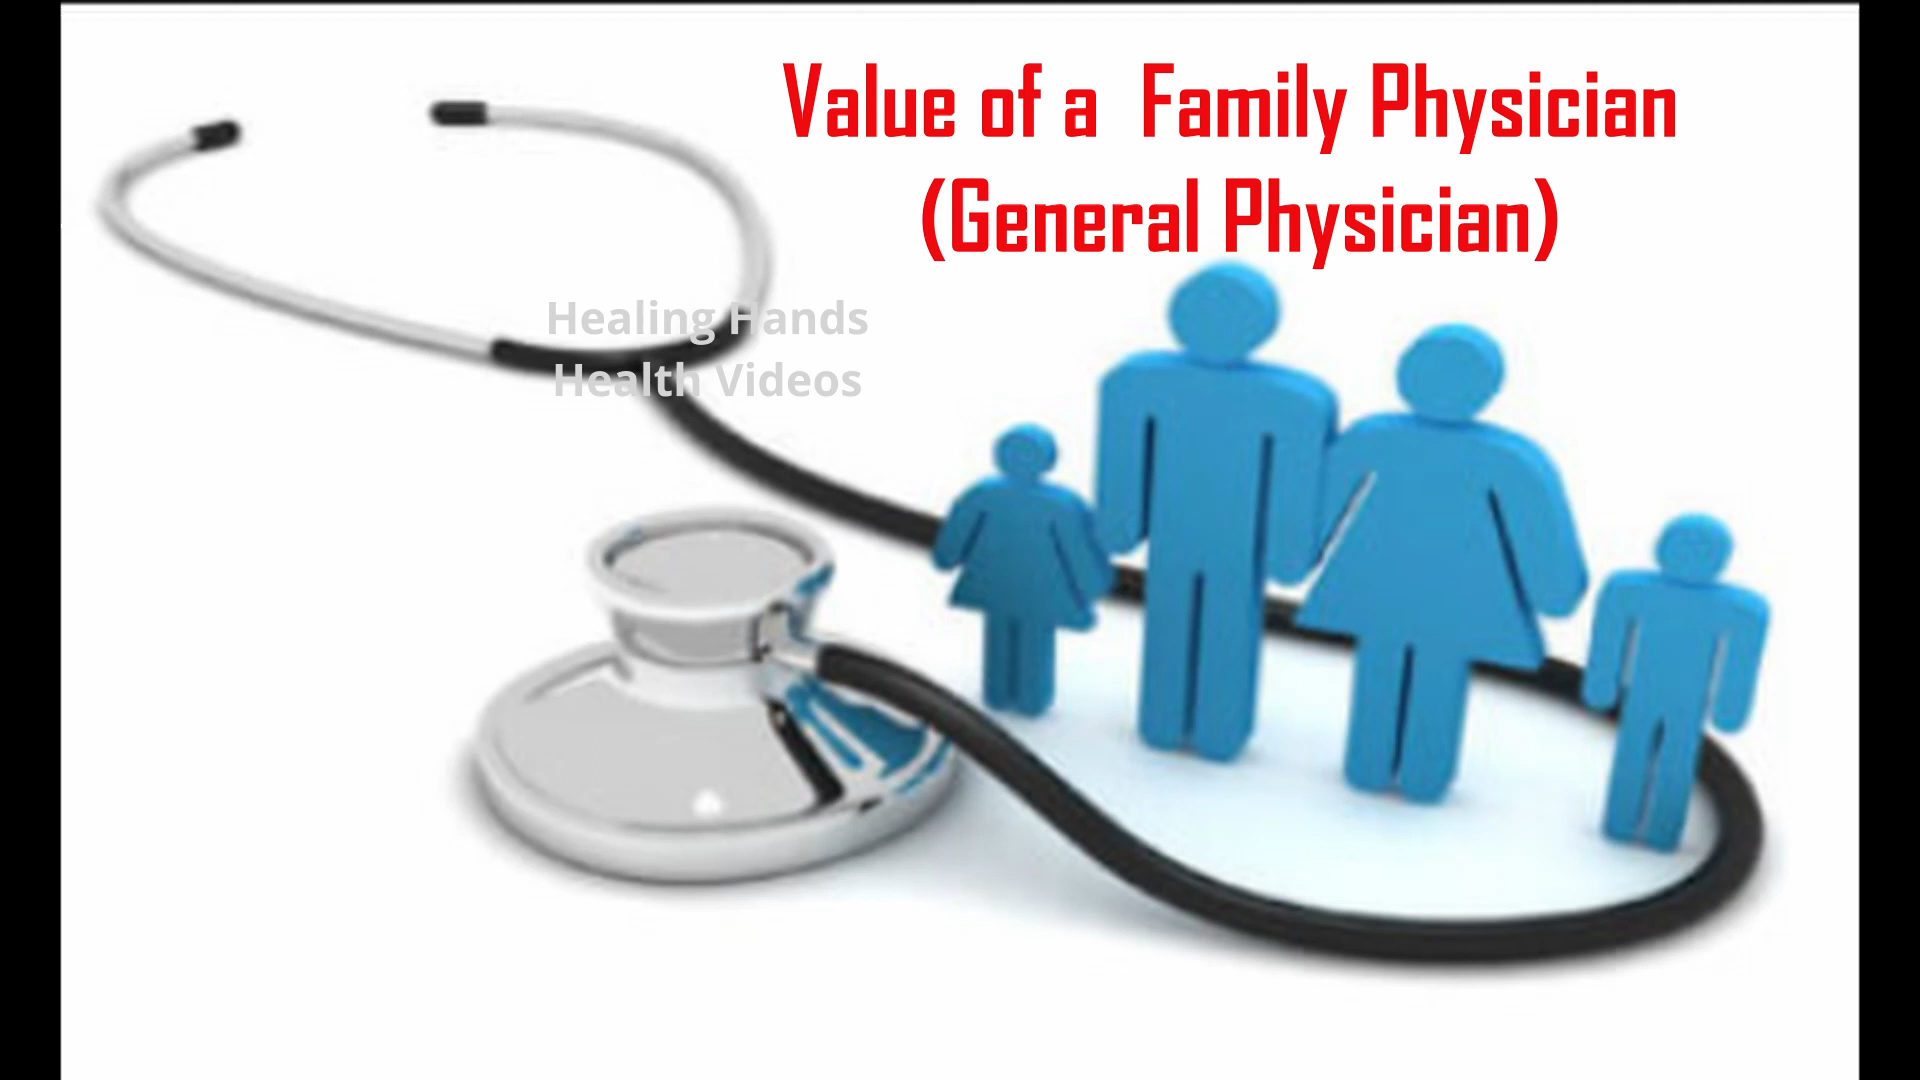 Value of a Family Physician
(General Physician)
Healing Hands
Health Videos